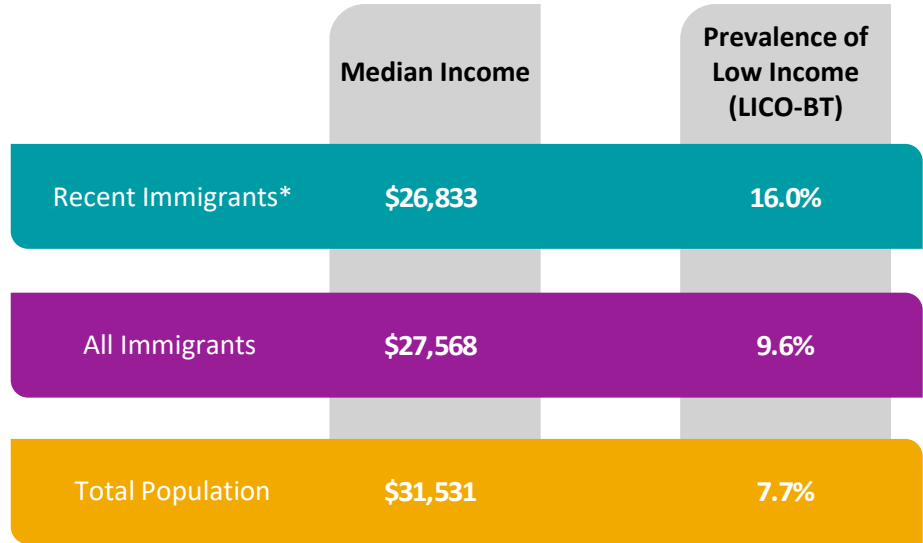 Median Income
Prevalence of
Low Income
(LICO-BT)
Recent Immigrants* $26,833 16.0%
All Immigrants $27,568 9.6%
Total Population $31,531 7.7%